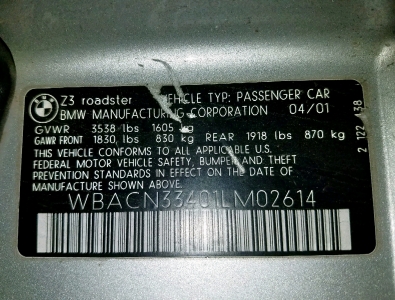 BMW
Z3 roadster VEHICLE TYP: PASSENGER CAR
BMW MANUFACTURING CORPORATION 04/01
GVWR 3538 lbs 1605 kg
GAWR FRONT 1830 lbs 830 kg REAR 1918 lbs 870 kg
THIS VEHICLE CONFORMS TO ALL APPLICABLE U.S.
FEDERAL MOTOR VEHICLE SAFETY, BUMPER AND THEFT
PREVENTION STANDARDS IN EFFECT ON THE DATE OF
MANUFACTURE SHOWN ABOVE.
WBACN33401LM02614
2 122 438